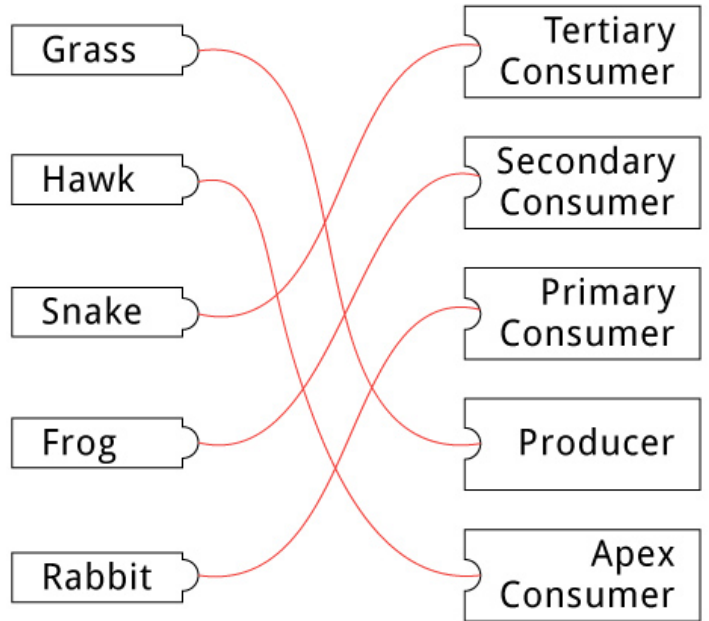 Grass
Hawk
Snake
Frog
Rabbit
Tertiary
Consumer
Secondary
Consumer
Primary
Consumer
Producer
Apex
Consumer